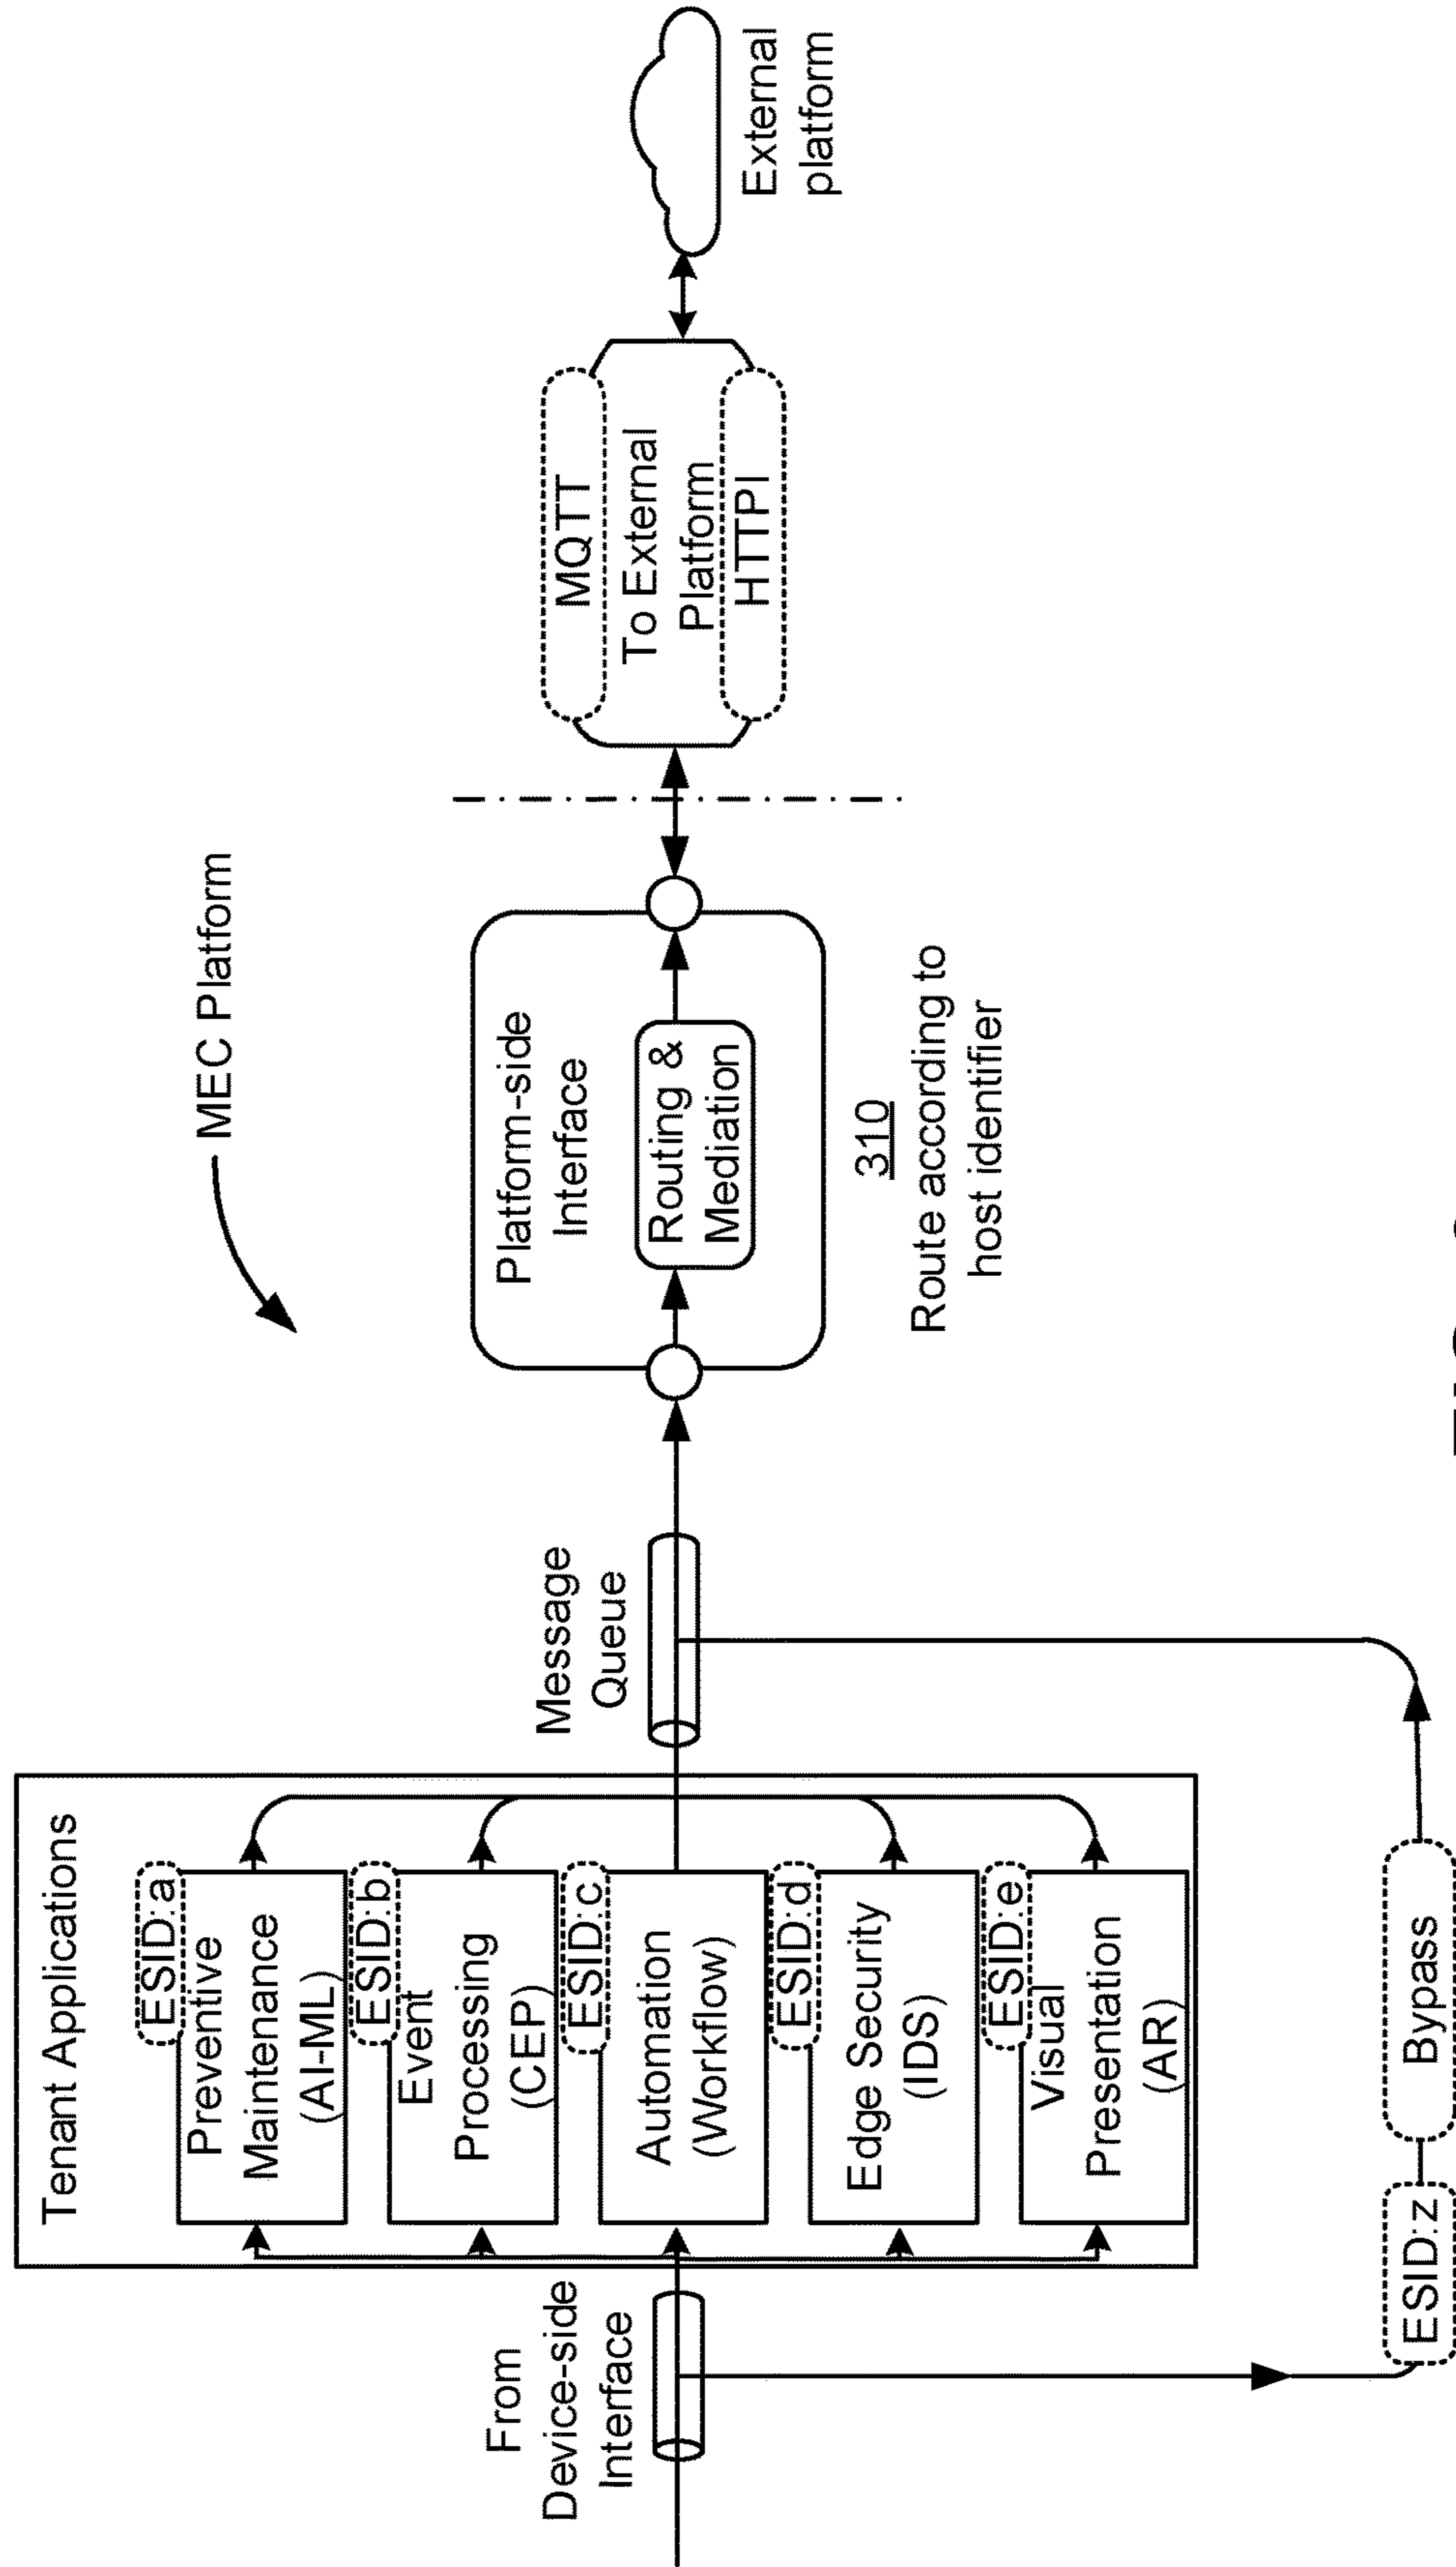 MEC Platform
Tenant Applications
ESID:a
Preventive
Maintenance
(AI-ML)
ESID:b
Event
Processing
(CEP)
ESID:c
Automation
(Workflow)
ESID:d
Edge Security
(IDS)
ESID:e
Visual
Presentation
(AR)
From
Device-side
Interface
ESID:z
Bypass
Message
Queue
Platform-side
Interface
Routing &
Mediation
310
Route according to
host identifier
MQTT
To External
Platform
HTTPI
External
platform